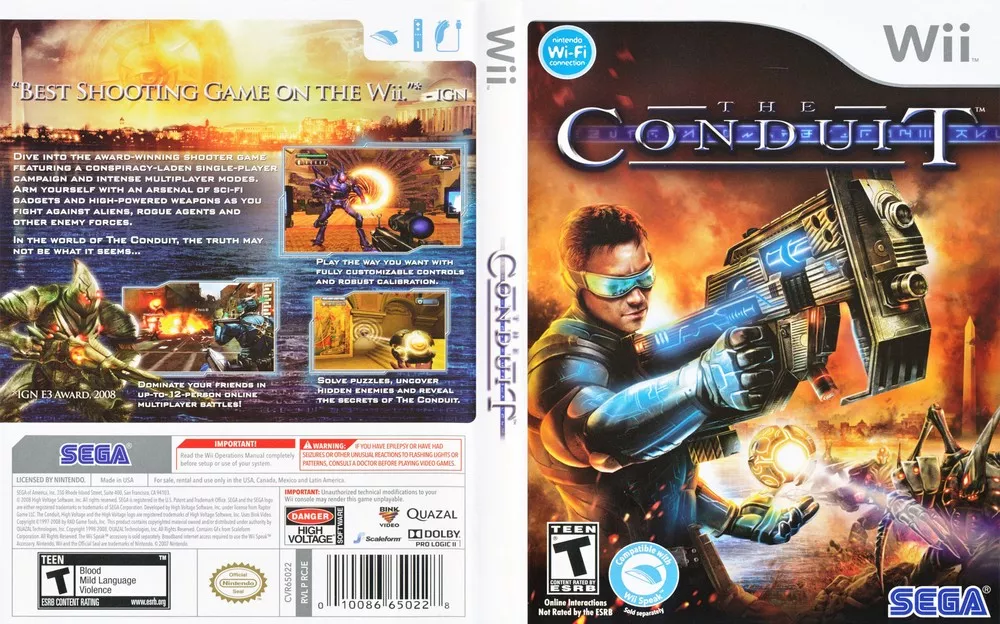 "BEST SHOOTING GAME ON THE WII."* -IGN
DIVE INTO THE AWARD-WINNING SHOOTER GAME
FEATURING A CONSPIRACY-LADEN SINGLE-PLAYER
CAMPAIGN AND INTENSE MULTIPLAYER MODES.
ARM YOURSELF WITH AN ARSENAL OF SCI-FI
GADGETS AND HIGH-POWERED WEAPONS AS YOU
FIGHT AGAINST ALIENS, ROGUE AGENTS AND
OTHER ENEMY FORCES.
IN THE WORLD OF THE CONDUIT, THE TRUTH MAY
NOT BE WHAT IT SEEMS...
PLAY THE WAY YOU WANT WITH
FULLY CUSTOMIZABLE CONTROLS
AND ROBUST CALIBRATION.
DOMINATE YOUR FRIENDS IN
UP-TO-12-PERSON ONLINE
MULTIPLAYER BATTLES!
SOLVE PUZZLES, UNCOVER
HIDDEN ENEMIES AND REVEAL
THE SECRETS OF THE CONDUIT.
*IGN E3 AWARD, 2008
SEGA®
IMPORTANT!
Read the Wii Operations Manual completely
before setup or use of your system.
WARNING: IF YOU HAVE EPILEPSY OR HAVE HAD
SEIZURES OR OTHER UNUSUAL REACTIONS TO FLASHING LIGHTS OR
PATTERNS, CONSULT A DOCTOR BEFORE PLAYING VIDEO GAMES.
LICENSED BY NINTENDO.
Made in USA
For sale, rental and use only in the USA, Canada, Mexico and Latin America.
IMPORTANT: Unauthorized technical modifications to your
Wii console may render this game unplayable.
DANGER
HIGH
VOLTAGE
SOFTWARE
BINK
VIDEO
QUAZAL
Scaleform
DOLBY
PRO LOGIC II
TEEN
T
Blood
Mild Language
Violence
ESRB CONTENT RATING
www.esrb.org
Official
Nintendo
Seal
CVR65022
RVL P RCJE
0 10086 65022 8
Wii
THE
CONDUIT
nintendo
Wi-Fi
connection
Wii™
THE
CONDUIT™
TEEN
T
CONTENT RATED BY
ESRB
Online Interactions
Not Rated by the ESRB
Compatible with
Wii Speak™
Sold separately
SEGA®